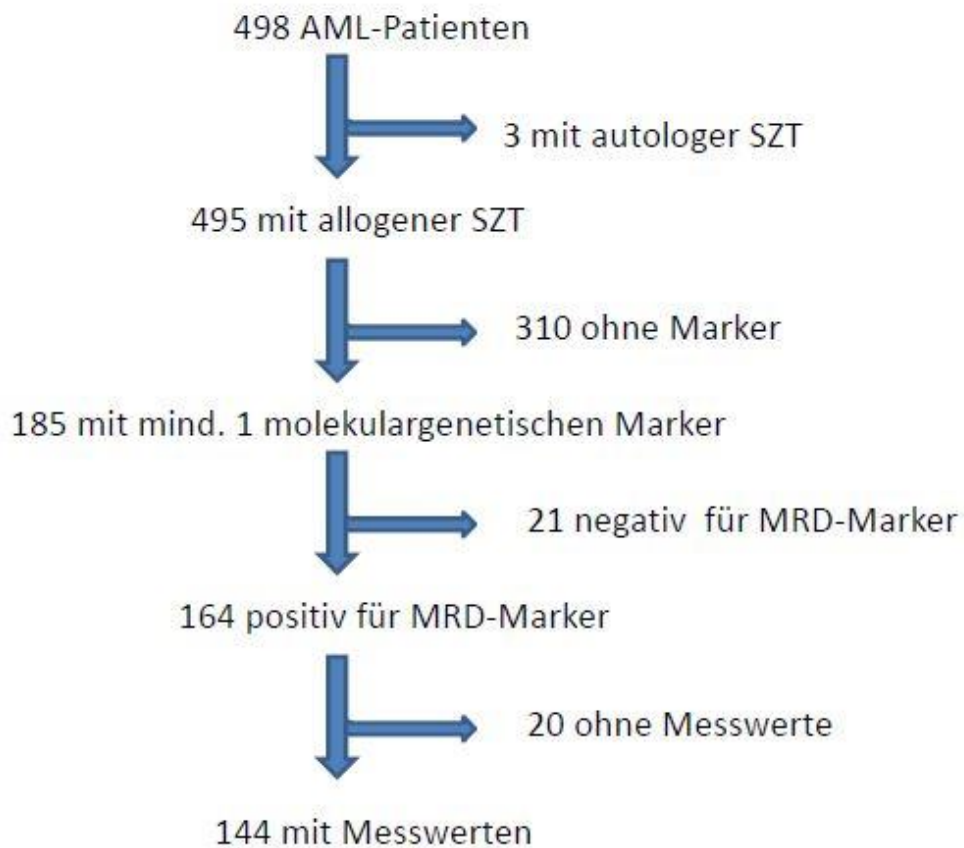 498 AML-Patienten
3 mit autologer SZT
495 mit allogener SZT
310 ohne Marker
185 mit mind. 1 molekulargenetischen Marker
21 negativ für MRD-Marker
164 positiv für MRD-Marker
20 ohne Messwerte
144 mit Messwerten